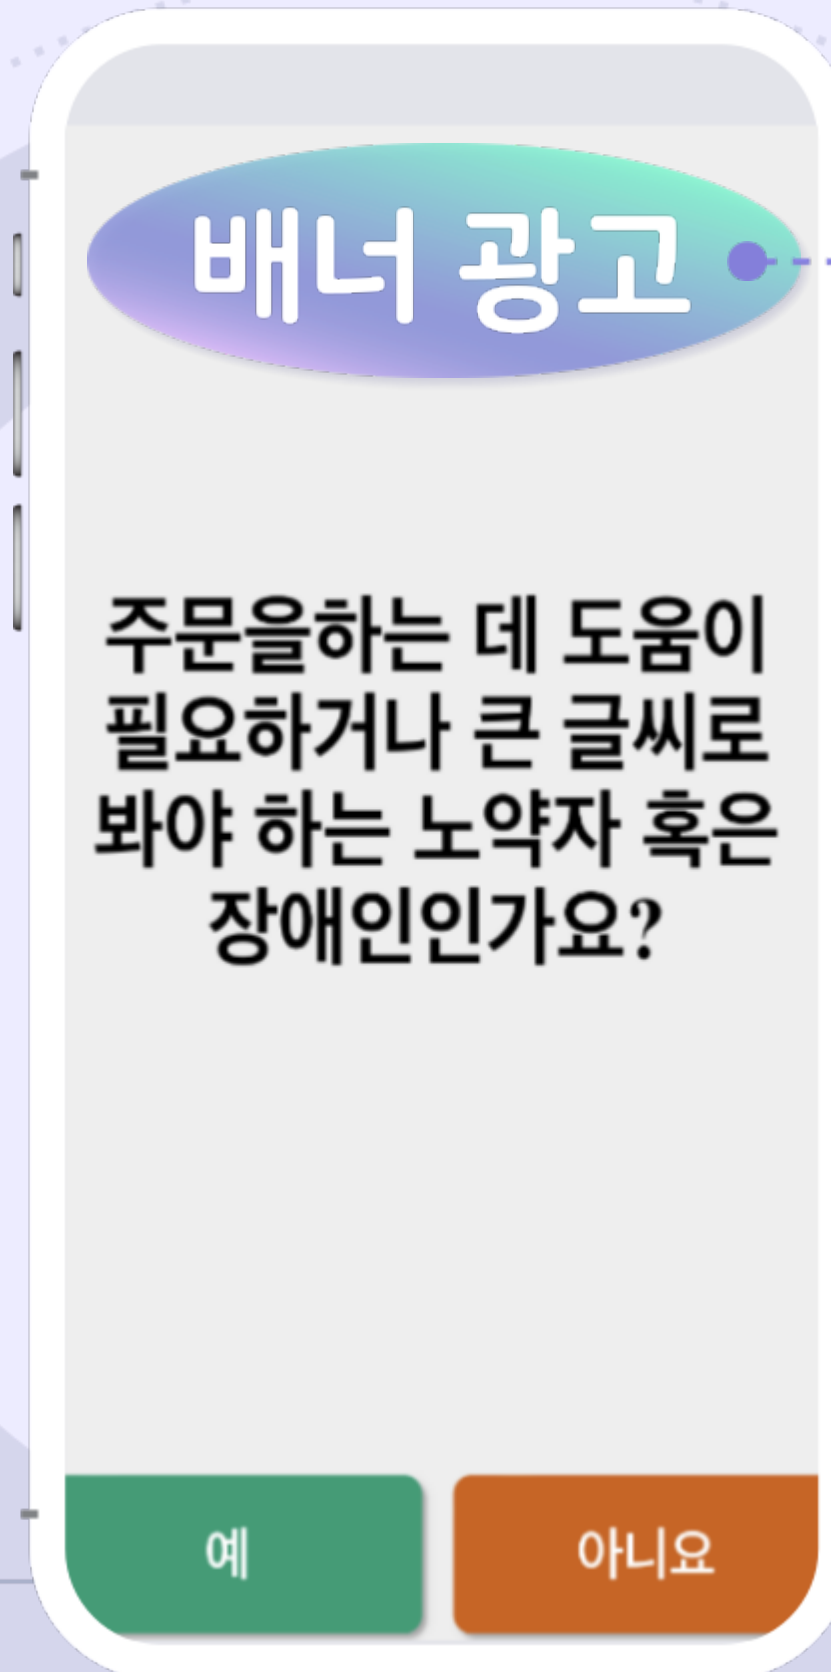 배너 광고
주문을하는 데 도움이
필요하거나 큰 글씨로
봐야 하는 노약자 혹은
장애인인가요?
예
아니요